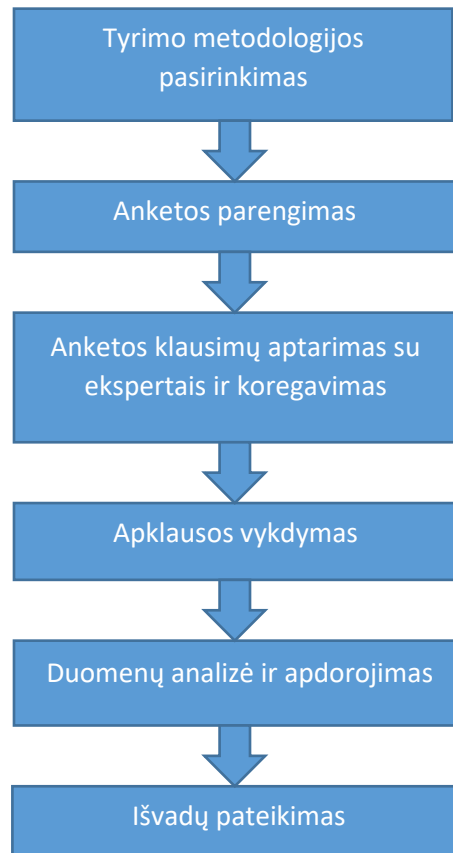 Tyrimo metodologijos
pasirinkimas
Anketos parengimas
Anketos klausimų aptarimas su
ekspertais ir koregavimas
Apklausos vykdymas
Duomenų analizė ir apdorojimas
Išvadų pateikimas